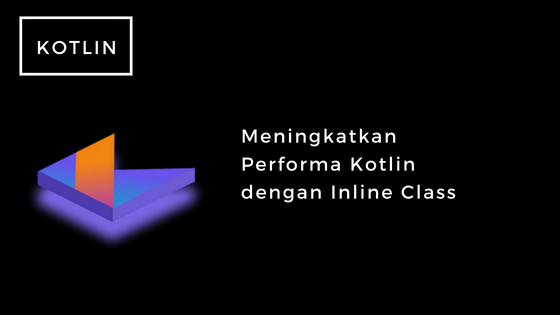 KOTLIN
Meningkatkan
Performa Kotlin
dengan Inline Class